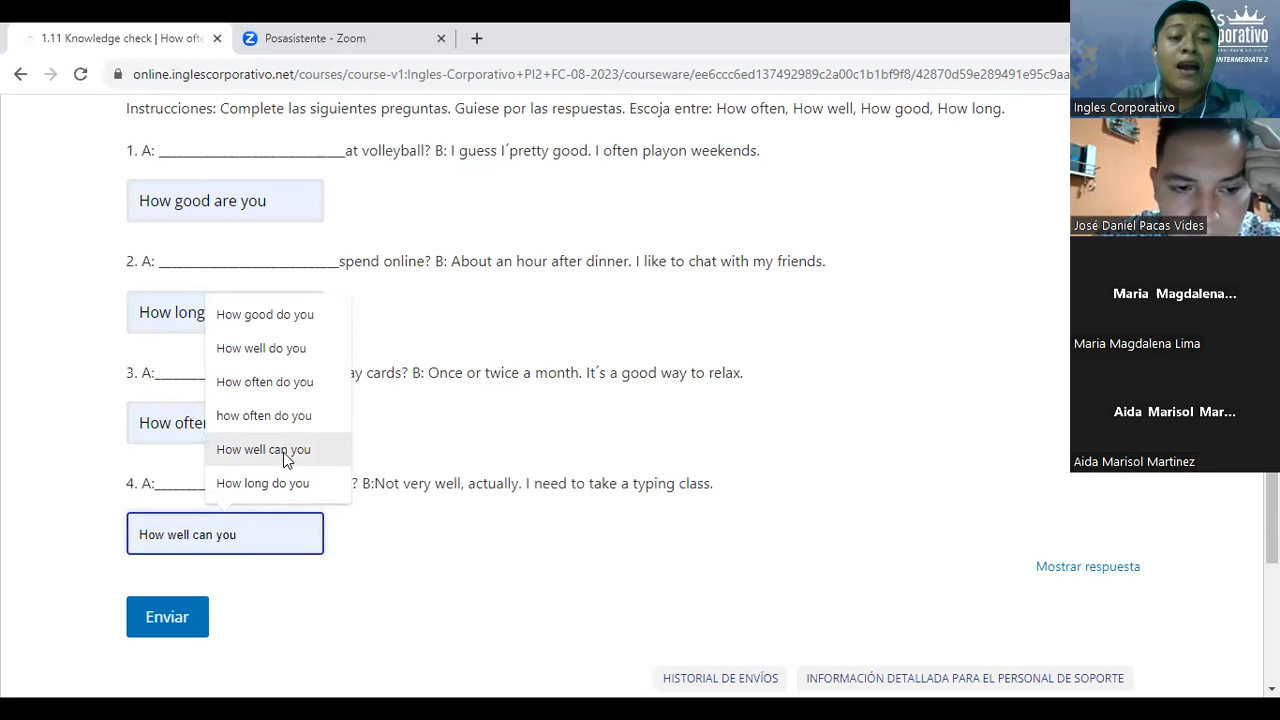 1.11 Knowledge check | How ofte
Posasistente - Zoom
online.inglescorporativo.net/courses/course-v1:Ingles-Corporativo+PI2+FC-08-2023/courseware/ee6ccc6ed137492989c2a00c1b1bf9f8/42870d59e289491e95c9aa
Instrucciones: Complete las siguientes preguntas. Guiese por las respuestas. Escoja entre: How often, How well, How good, How long.
1. A: ___________________________at volleyball? B: I guess I´pretty good. I often playon weekends.
How good are you
2. A: __________________________spend online? B: About an hour after dinner. I like to chat with my friends.
How long
How good do you
How well do you
3. A:_______ay cards? B: Once or twice a month. It´s a good way to relax.
How often do you
how often do you
How ofte
How well can you
4. A:_______? B:Not very well, actually. I need to take a typing class.
How long do you
How well can you
Mostrar respuesta
Enviar
HISTORIAL DE ENVÍOS
INFORMACIÓN DETALLADA PARA EL PERSONAL DE SOPORTE
INTERMEDIATE 2
Ingles Corporativo
José Daniel Pacas Vides
Maria Magdalena...
Maria Magdalena Lima
Aida Marisol Mar...
Aida Marisol Martinez